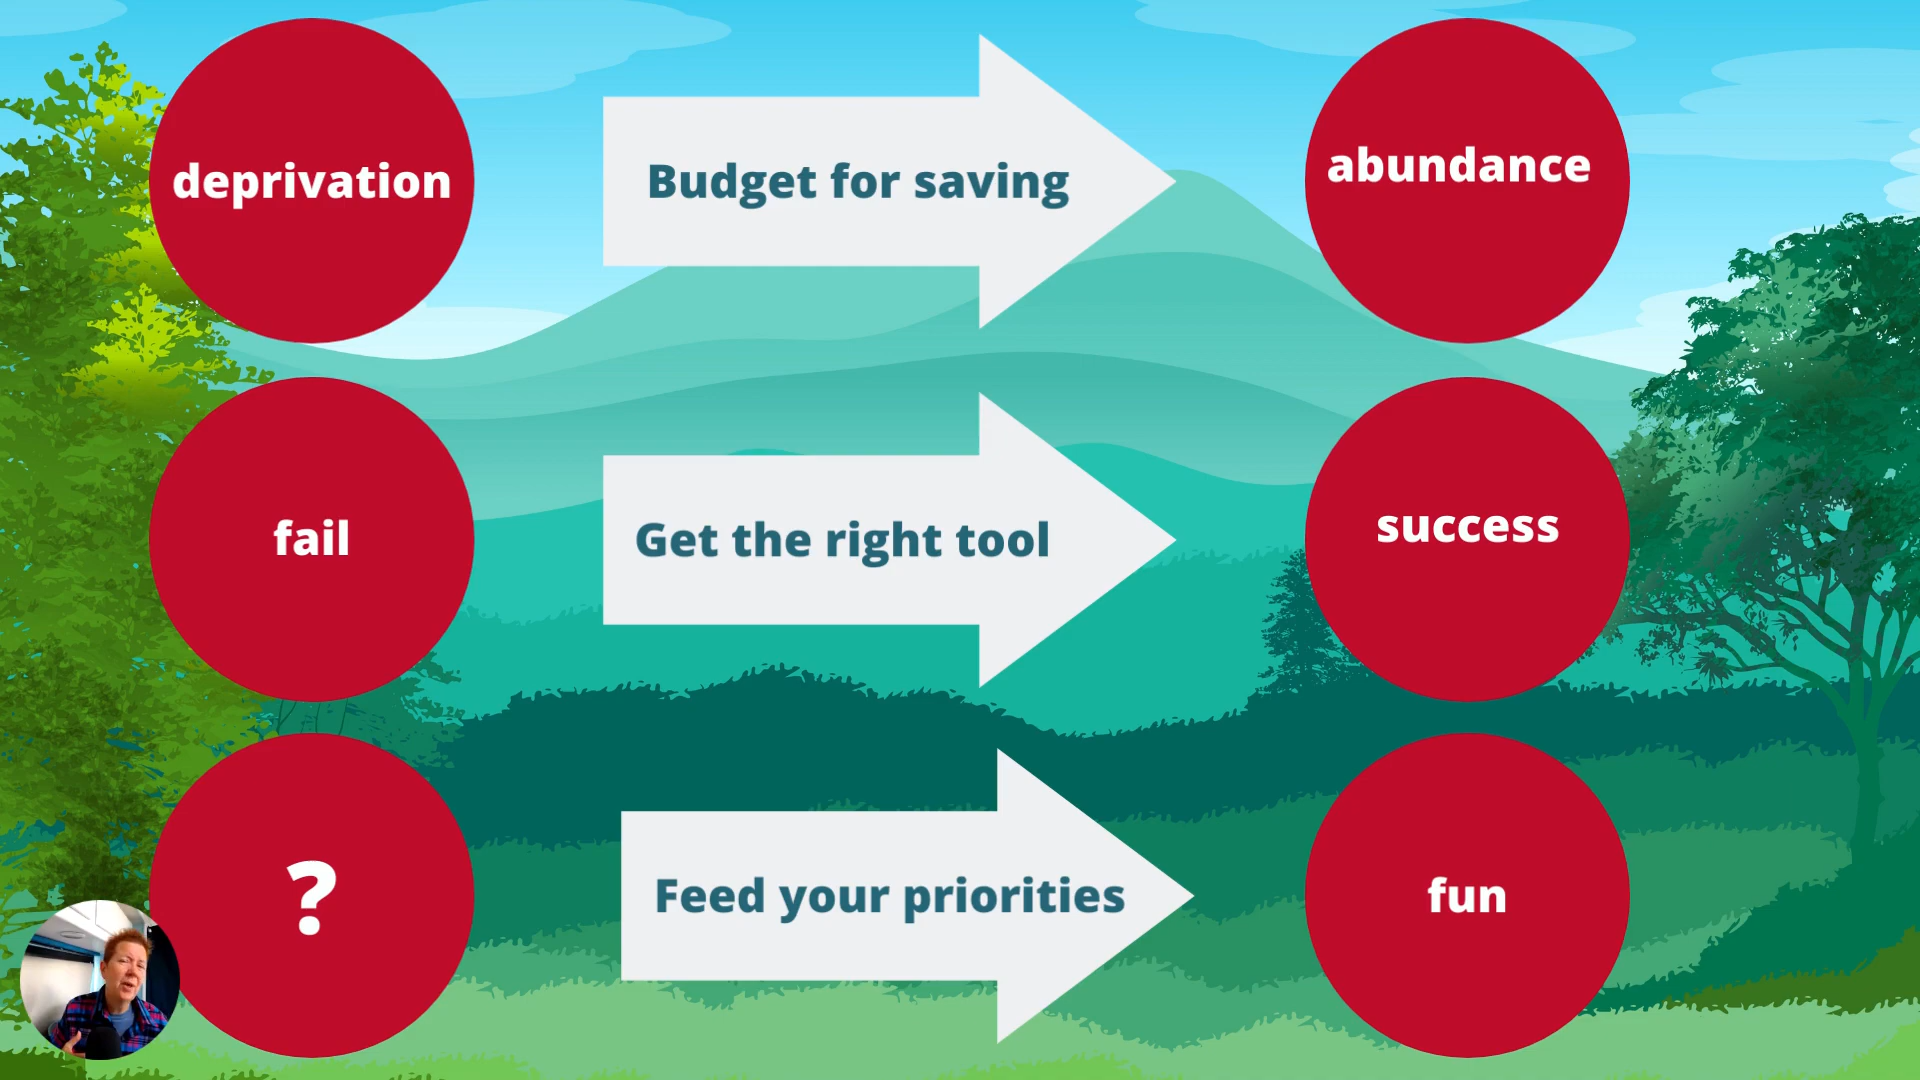 deprivation
Budget for saving
abundance
fail
Get the right tool
success
?
Feed your priorities
fun